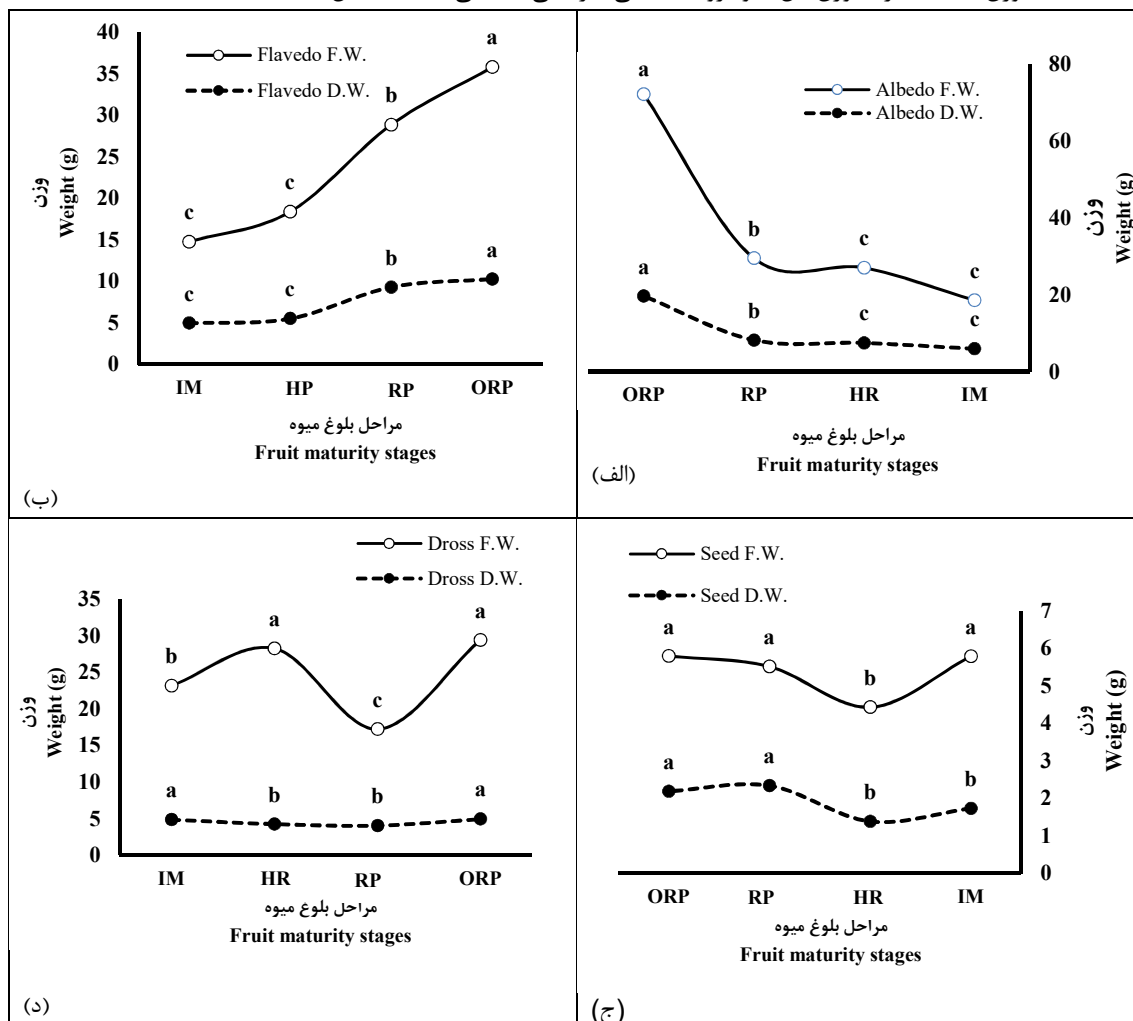 Albedo F.W.
Albedo D.W.
80
60
40
20
0
وزن
Weight (g)
a
b
c
c
a
b
c
c
ORP RP HR IM
مراحل بلوغ میوه
Fruit maturity stages
(الف)
Flavedo F.W.
Flavedo D.W.
40
35
30
25
20
15
10
5
0
وزن
Weight (g)
c
c
b
a
c
c
b
a
IM HP RP ORP
مراحل بلوغ میوه
Fruit maturity stages
(ب)
Seed F.W.
Seed D.W.
7
6
5
4
3
2
1
0
وزن
Weight (g)
a
a
b
a
a
a
b
b
ORP RP HR IM
مراحل بلوغ میوه
Fruit maturity stages
(ج)
Dross F.W.
Dross D.W.
35
30
25
20
15
10
5
0
وزن
Weight (g)
b
a
c
a
a
b
b
a
IM HR RP ORP
مراحل بلوغ میوه
Fruit maturity stages
(د)